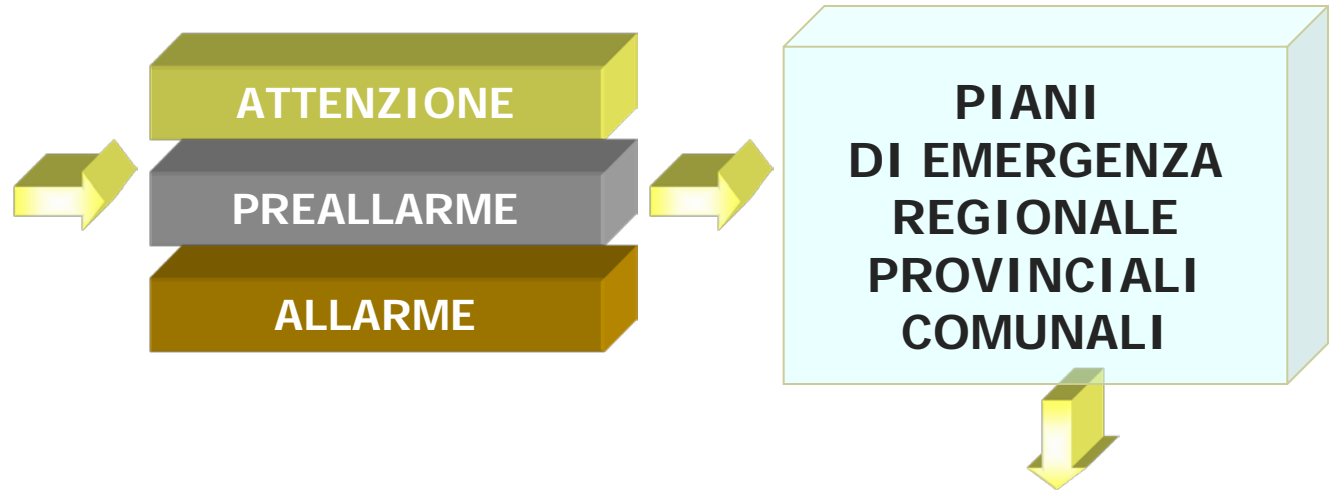 ATTENZIONE
PREALLARME
ALLARME
PIANI
DI EMERGENZA
REGIONALE
PROVINCIALI
COMUNALI